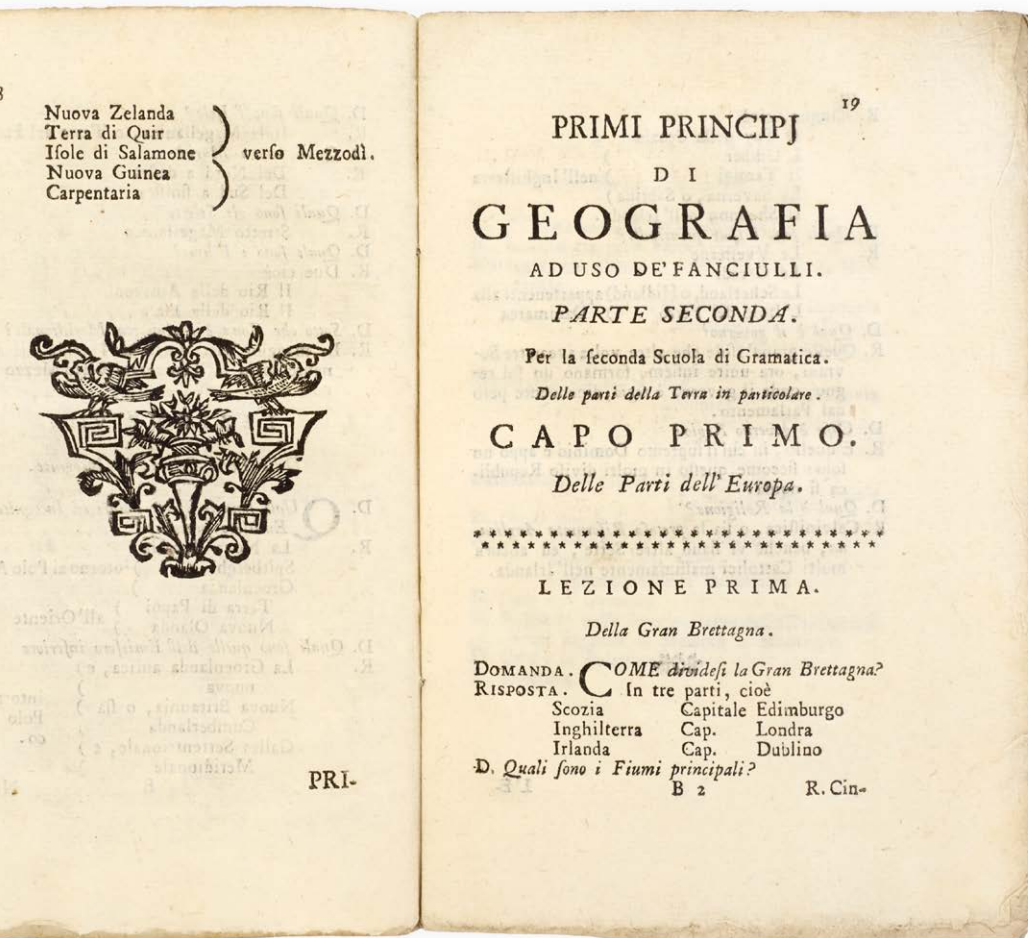 8
Nuova Zelanda
Terra di Quir
Iſole di Salamone verſo Mezzodì.
Nuova Guinea
Carpentaria
PRI-
19
PRIMI PRINCIPJ
DI
GEOGRAFIA
AD USO DE' FANCIULLI.
PARTE SECONDA.
Per la ſeconda Scuola di Gramatica.
Delle parti della Terra in particolare.
CAPO PRIMO.
Delle Parti dell'Europa.
LEZIONE PRIMA.
Della Gran Brettagna.
DOMANDA. COME divideſi la Gran Brettagna?
RISPOSTA. In tre parti, cioè
Scozia Capitale Edimburgo
Inghilterra Cap. Londra
Irlanda Cap. Dublino
D. Quali ſono i Fiumi principali?
B 2 R. Cin-